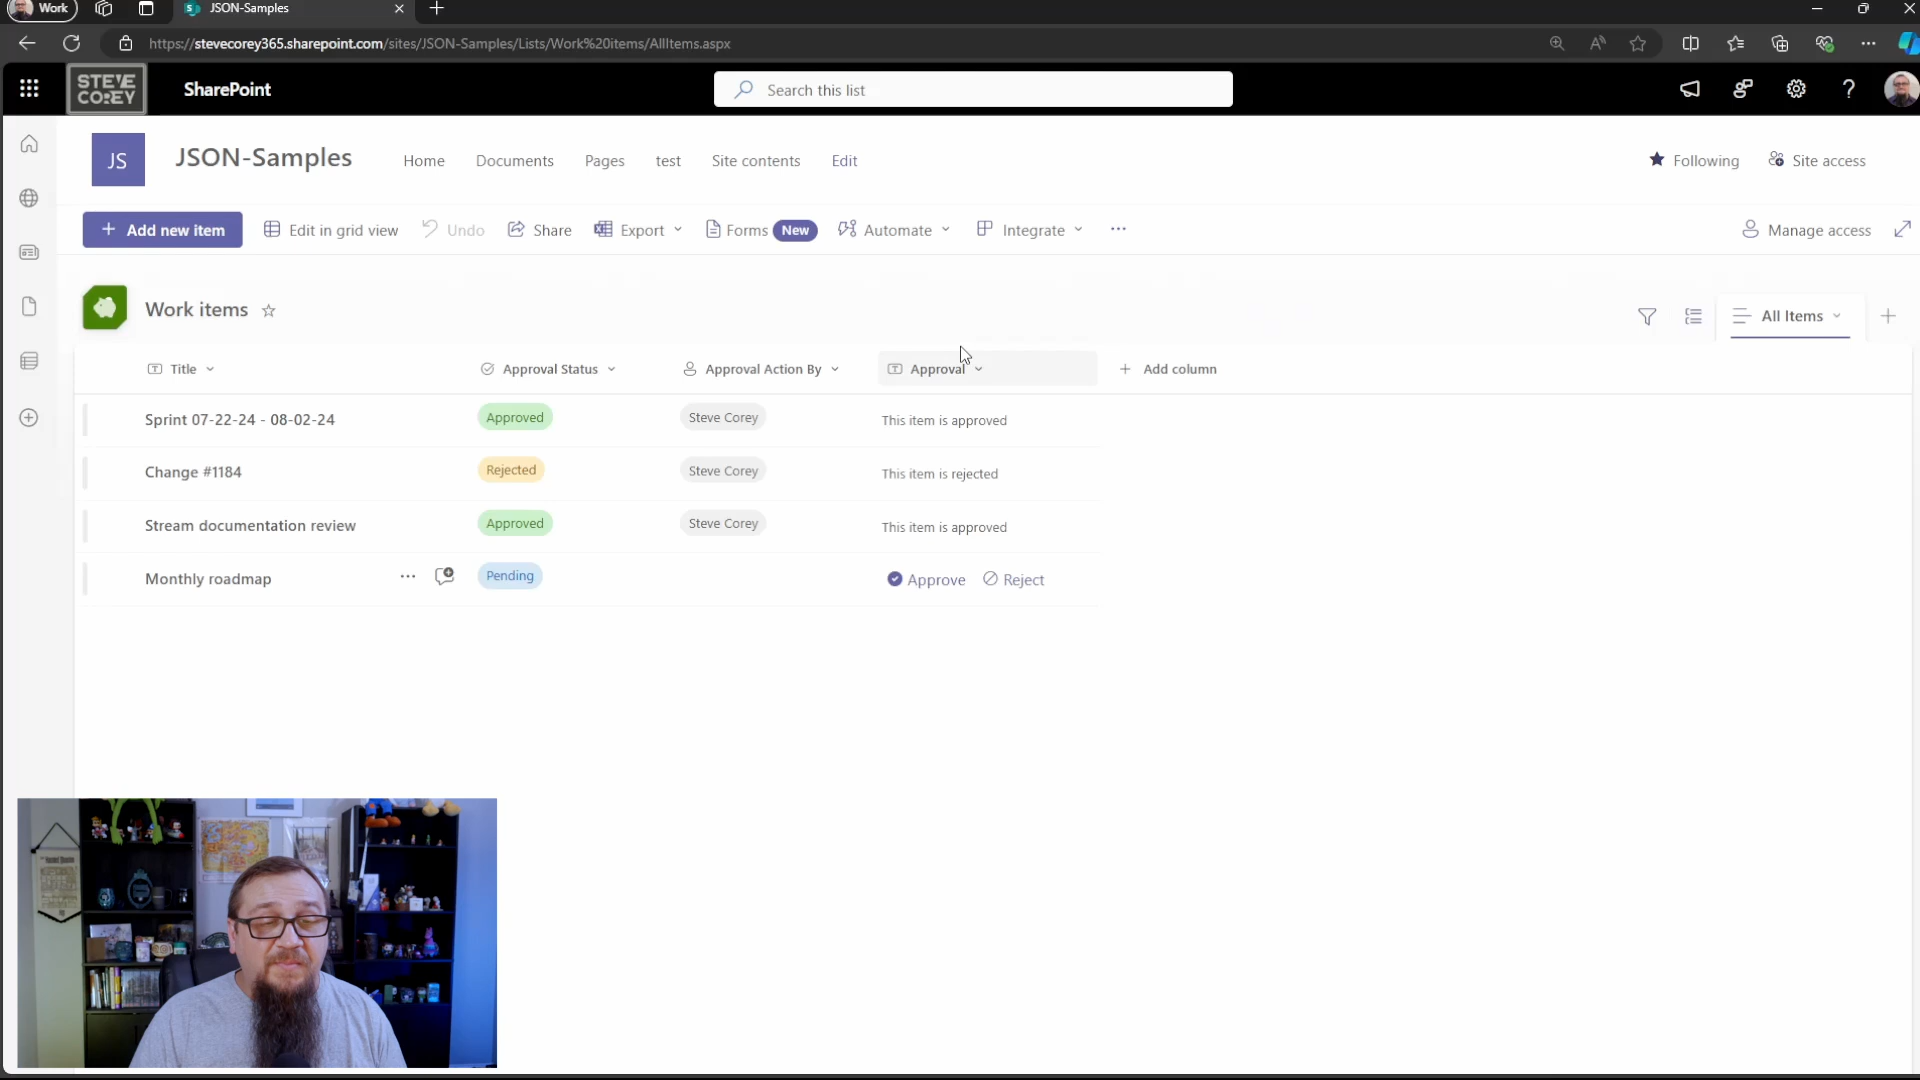 Work
JSON-Samples
https://stevecorey365.sharepoint.com/sites/JSON-Samples/Lists/Work%20items/AllItems.aspx
STEVE
COREY
SharePoint
Search this list
JS
JSON-Samples
Home
Documents
Pages
test
Site contents
Edit
Following
Site access
Add new item
Edit in grid view
Undo
Share
Export
Forms New
Automate
Integrate
Manage access
Work items
All Items
Title
Approval Status
Approval Action By
Approval
Add column
Sprint 07-22-24 - 08-02-24
Approved
Steve Corey
This item is approved
Change #1184
Rejected
Steve Corey
This item is rejected
Stream documentation review
Approved
Steve Corey
This item is approved
Monthly roadmap
Pending
Approve
Reject